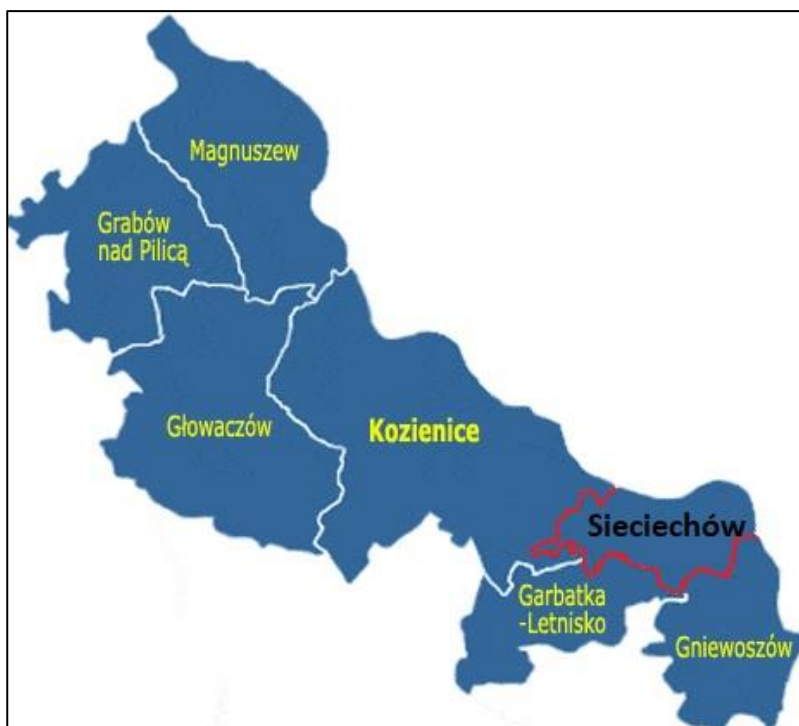 Magnuszew
Grabów
nad Pilicą
Głowaczów
Kozienice
Sieciechów
Garbatka
-Letnisko
Gniewoszów